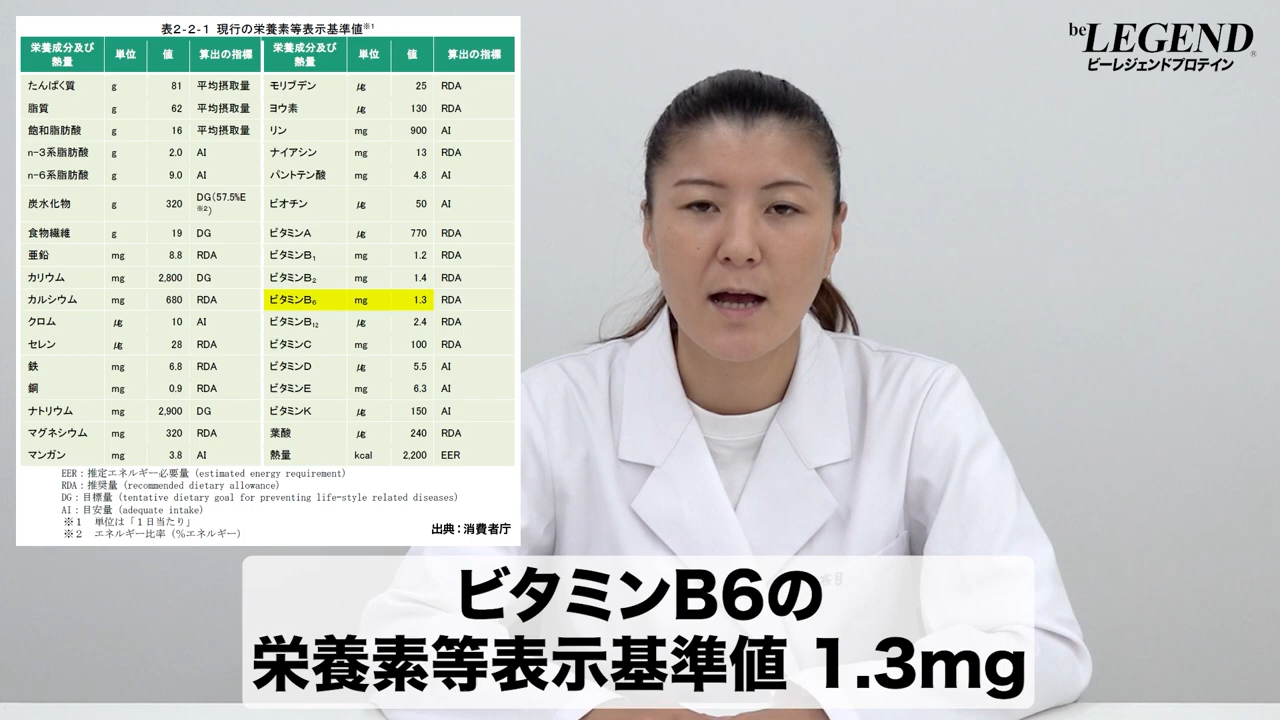 表2-2-1 現行の栄養素等表示基準値※1
栄養成分及び熱量 単位 値 算出の指標 栄養成分及び熱量 単位 値 算出の指標
たんぱく質 g 81 平均摂取量 モリブデン μg 25 RDA
脂質 g 62 平均摂取量 ヨウ素 μg 130 RDA
飽和脂肪酸 g 16 平均摂取量 リン mg 900 AI
n-3系脂肪酸 g 2.0 AI ナイアシン mg 13 RDA
n-6系脂肪酸 g 9.0 AI パントテン酸 mg 4.8 AI
炭水化物 g 320 DG(57.5%E※2) ビオチン μg 50 AI
食物繊維 g 19 DG ビタミンA μg 770 RDA
亜鉛 mg 8.8 RDA ビタミンB₁ mg 1.2 RDA
カリウム mg 2,800 DG ビタミンB₂ mg 1.4 RDA
カルシウム mg 680 RDA ビタミンB₆ mg 1.3 RDA
クロム μg 10 AI ビタミンB₁₂ μg 2.4 RDA
セレン μg 28 RDA ビタミンC mg 100 RDA
鉄 mg 6.8 RDA ビタミンD μg 5.5 AI
銅 mg 0.9 RDA ビタミンE mg 6.3 AI
ナトリウム mg 2,900 DG ビタミンK μg 150 AI
マグネシウム mg 320 RDA 葉酸 μg 240 RDA
マンガン mg 3.8 AI 熱量 kcal 2,200 EER
EER:推定エネルギー必要量 (estimated energy requirement)
RDA:推奨量 (recommended dietary allowance)
DG:目標量 (tentative dietary goal for preventing life-style related diseases)
AI:目安量 (adequate intake)
※1 単位は「1日当たり」
※2 エネルギー比率(%エネルギー)
出典:消費者庁
be LEGEND®
ビーレジェンドプロテイン
ビタミンB6の
栄養素等表示基準値 1.3mg